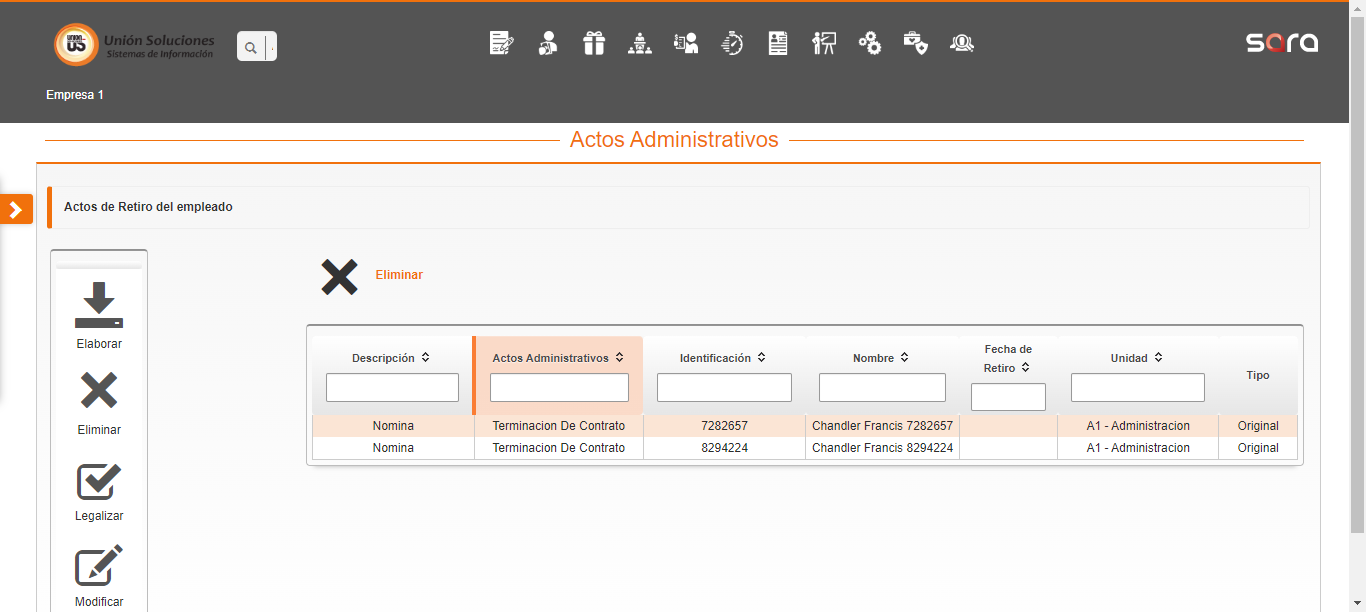 Unión Soluciones
Sistemas de Información
sara
Empresa 1
Actos Administrativos
Actos de Retiro del empleado
Elaborar
Eliminar
Legalizar
Modificar
Eliminar
Descripción Actos Administrativos Identificación Nombre Fecha de Retiro Unidad Tipo
Nomina Terminacion De Contrato 7282657 Chandler Francis 7282657 A1 - Administracion Original
Nomina Terminacion De Contrato 8294224 Chandler Francis 8294224 A1 - Administracion Original